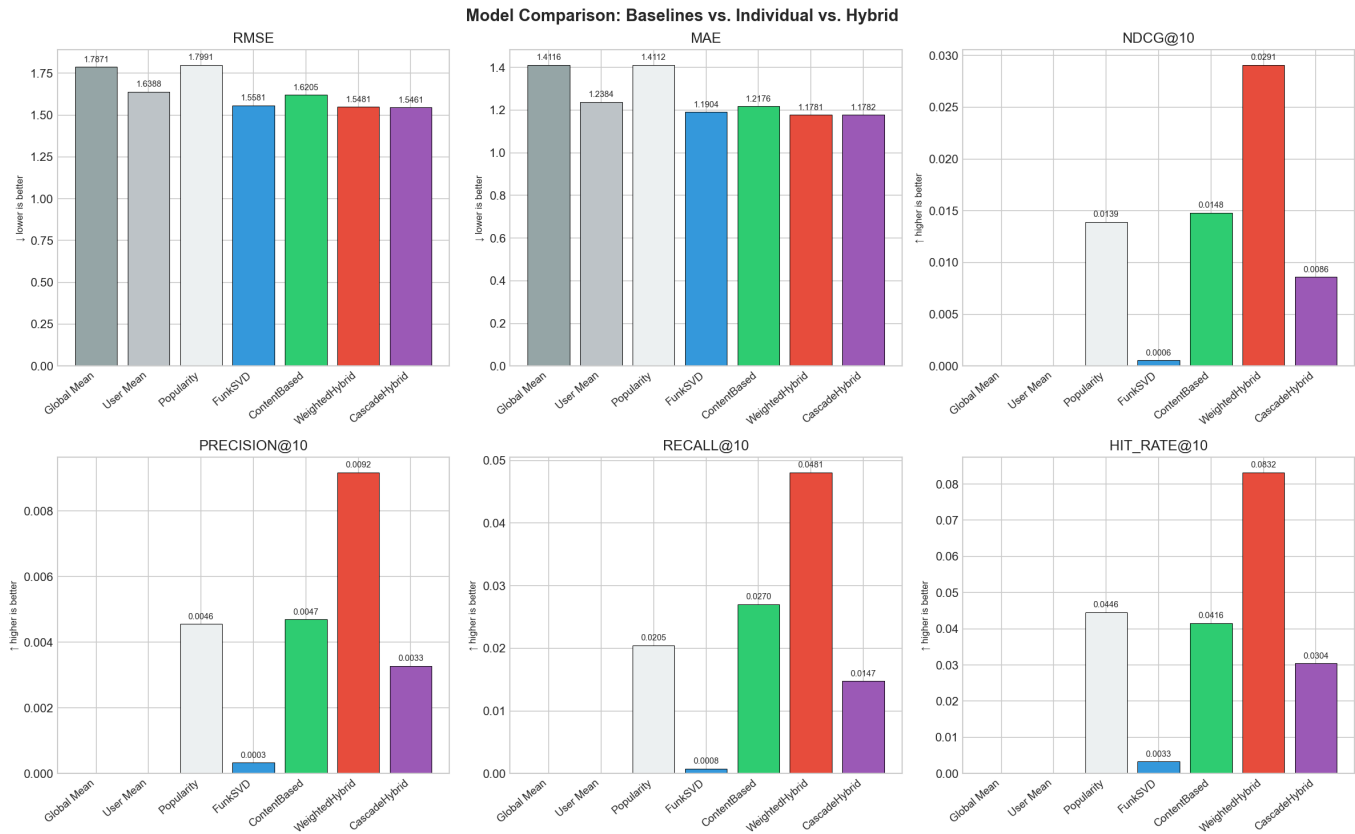 Model Comparison: Baselines vs. Individual vs. Hybrid
RMSE
↓ lower is better
1.75
1.50
1.25
1.00
0.75
0.50
0.25
0.00
1.7871
1.6388
1.7991
1.5581
1.6205
1.5481
1.5461
Global Mean
User Mean
Popularity
FunkSVD
ContentBased
WeightedHybrid
CascadeHybrid
MAE
↓ lower is better
1.4
1.2
1.0
0.8
0.6
0.4
0.2
0.0
1.4116
1.2384
1.4112
1.1904
1.2176
1.1781
1.1782
Global Mean
User Mean
Popularity
FunkSVD
ContentBased
WeightedHybrid
CascadeHybrid
NDCG@10
↑ higher is better
0.030
0.025
0.020
0.015
0.010
0.005
0.000
0.0139
0.0006
0.0148
0.0291
0.0086
Global Mean
User Mean
Popularity
FunkSVD
ContentBased
WeightedHybrid
CascadeHybrid
PRECISION@10
↑ higher is better
0.008
0.006
0.004
0.002
0.000
0.0046
0.0003
0.0047
0.0092
0.0033
Global Mean
User Mean
Popularity
FunkSVD
ContentBased
WeightedHybrid
CascadeHybrid
RECALL@10
↑ higher is better
0.05
0.04
0.03
0.02
0.01
0.00
0.0205
0.0008
0.0270
0.0481
0.0147
Global Mean
User Mean
Popularity
FunkSVD
ContentBased
WeightedHybrid
CascadeHybrid
HIT_RATE@10
↑ higher is better
0.08
0.07
0.06
0.05
0.04
0.03
0.02
0.01
0.00
0.0446
0.0033
0.0416
0.0832
0.0304
Global Mean
User Mean
Popularity
FunkSVD
ContentBased
WeightedHybrid
CascadeHybrid